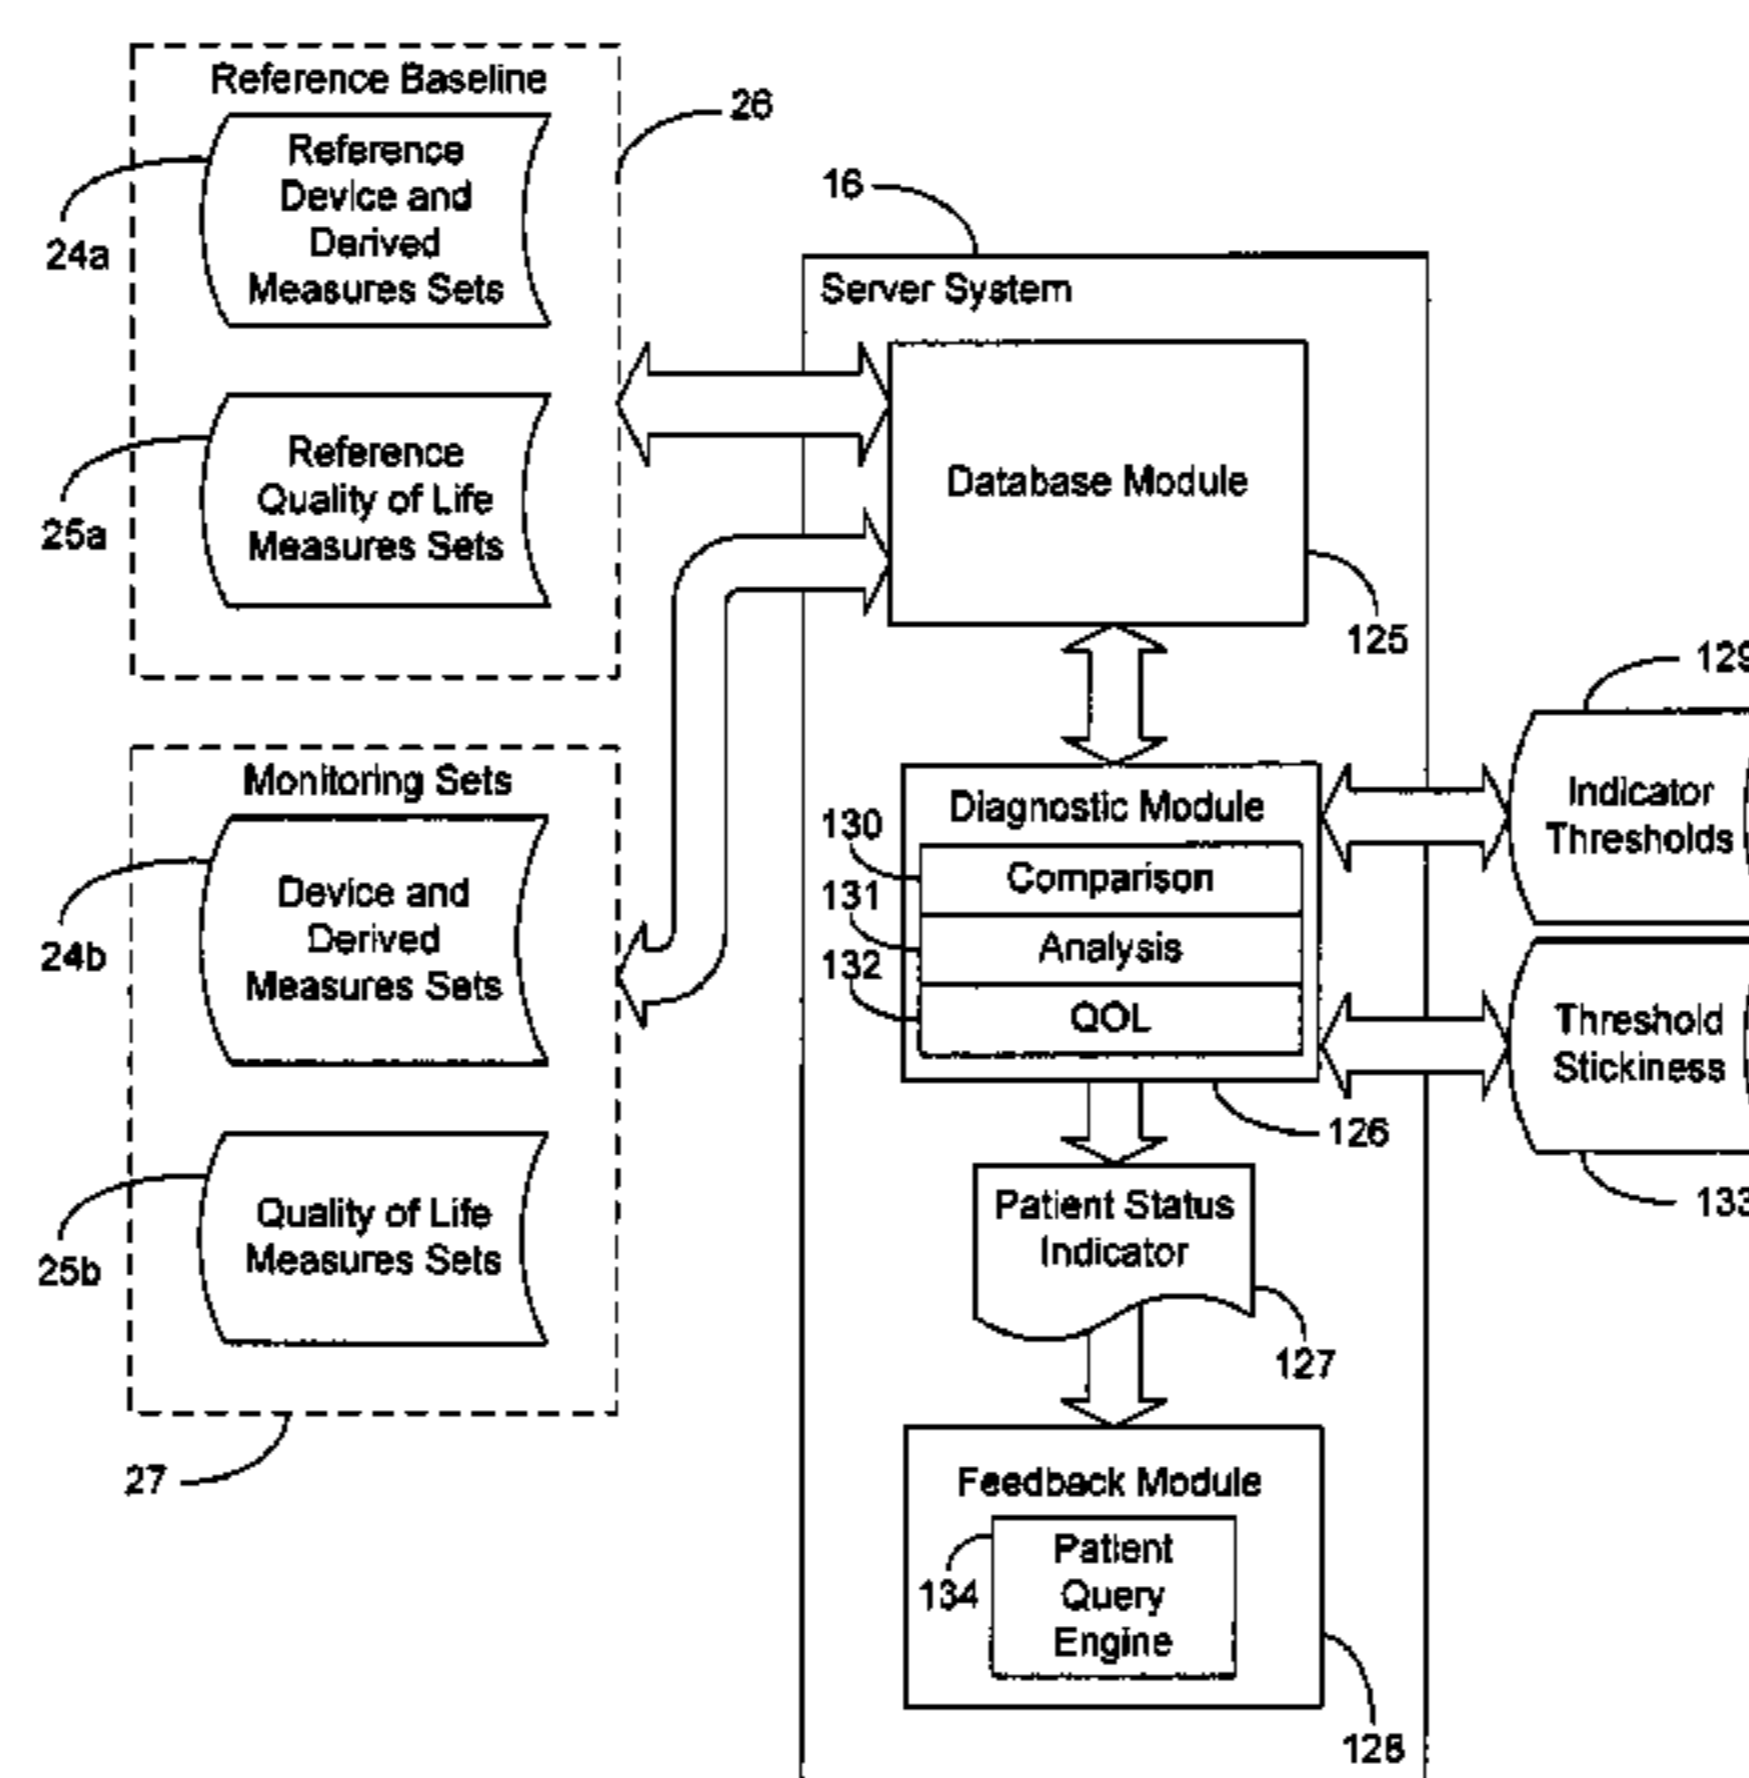 Reference Baseline
Reference
Device and
Derived
Measures Sets
24a
26
Reference
Quality of Life
Measures Sets
25a
Monitoring Sets
Device and
Derived
Measures Sets
24b
Quality of Life
Measures Sets
25b
27
16
Server System
Database Module
125
Diagnostic Module
130
Comparison
131
Analysis
132
QOL
126
129
Indicator
Thresholds
Threshold
Stickiness
133
Patient Status
Indicator
127
Feedback Module
134
Patient
Query
Engine
128